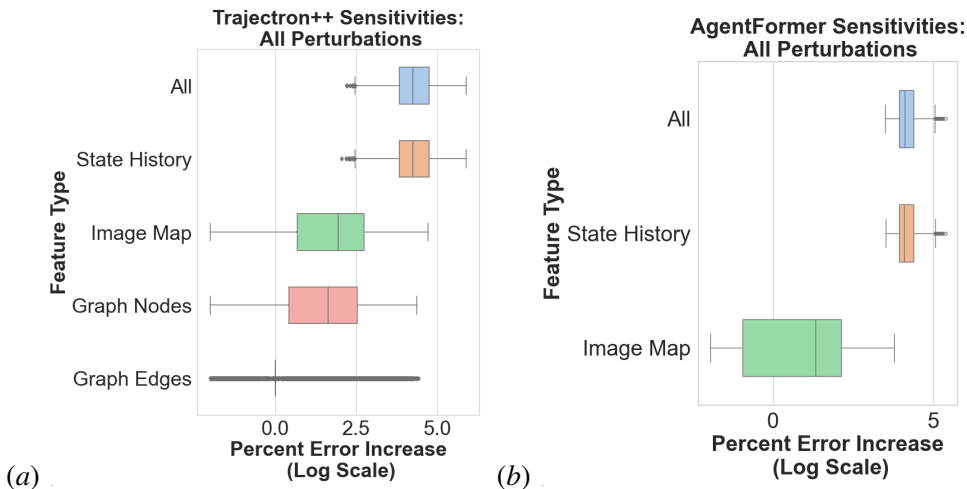 Trajectron++ Sensitivities:
All Perturbations
Feature Type
All
State History
Image Map
Graph Nodes
Graph Edges
0.0 2.5 5.0
Percent Error Increase
(Log Scale)
(a)
AgentFormer Sensitivities:
All Perturbations
Feature Type
All
State History
Image Map
0 5
Percent Error Increase
(Log Scale)
(b)